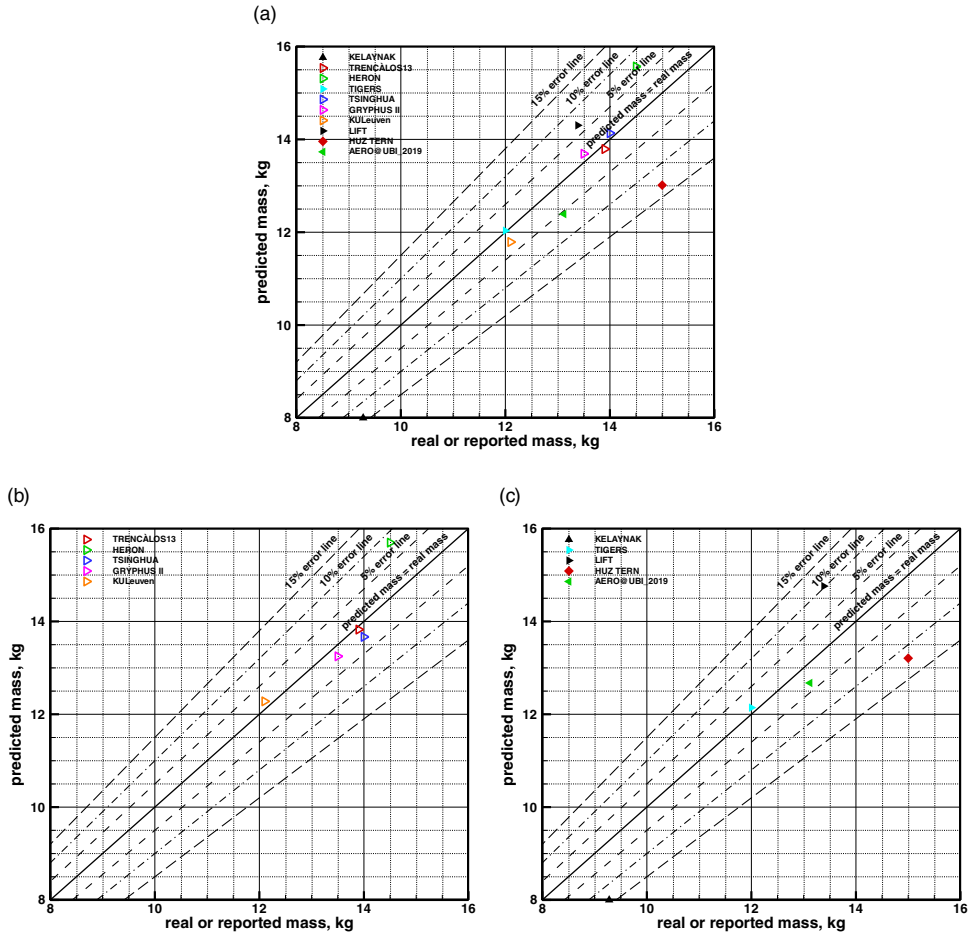 (a)
16
14
12
10
8
8 10 12 14 16
predicted mass, kg
real or reported mass, kg
KELAYNAK
TRENCÀLOS13
HERON
TIGERS
TSINGHUA
GRYPHUS II
KULeuven
LIFT
HUZ TERN
AERO@UBI_2019
15% error line
10% error line
5% error line
predicted mass = real mass
(b)
16
14
12
10
8
8 10 12 14 16
predicted mass, kg
real or reported mass, kg
TRENCÀLOS13
HERON
TSINGHUA
GRYPHUS II
KULeuven
15% error line
10% error line
5% error line
predicted mass = real mass
(c)
16
14
12
10
8
8 10 12 14 16
predicted mass, kg
real or reported mass, kg
KELAYNAK
TIGERS
LIFT
HUZ TERN
AERO@UBI_2019
15% error line
10% error line
5% error line
predicted mass = real mass